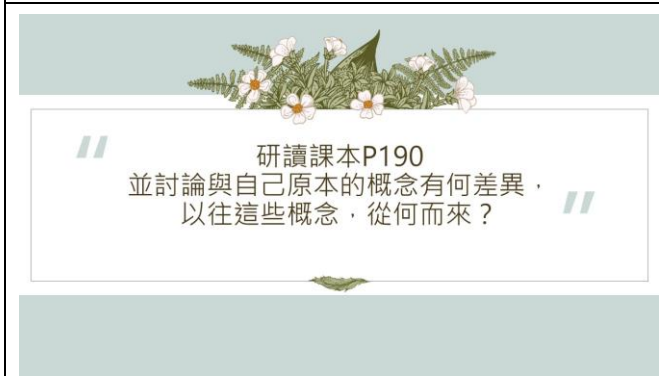 研讀課本P190
並討論與自己原本的概念有何差異，
以往這些概念，從何而來？